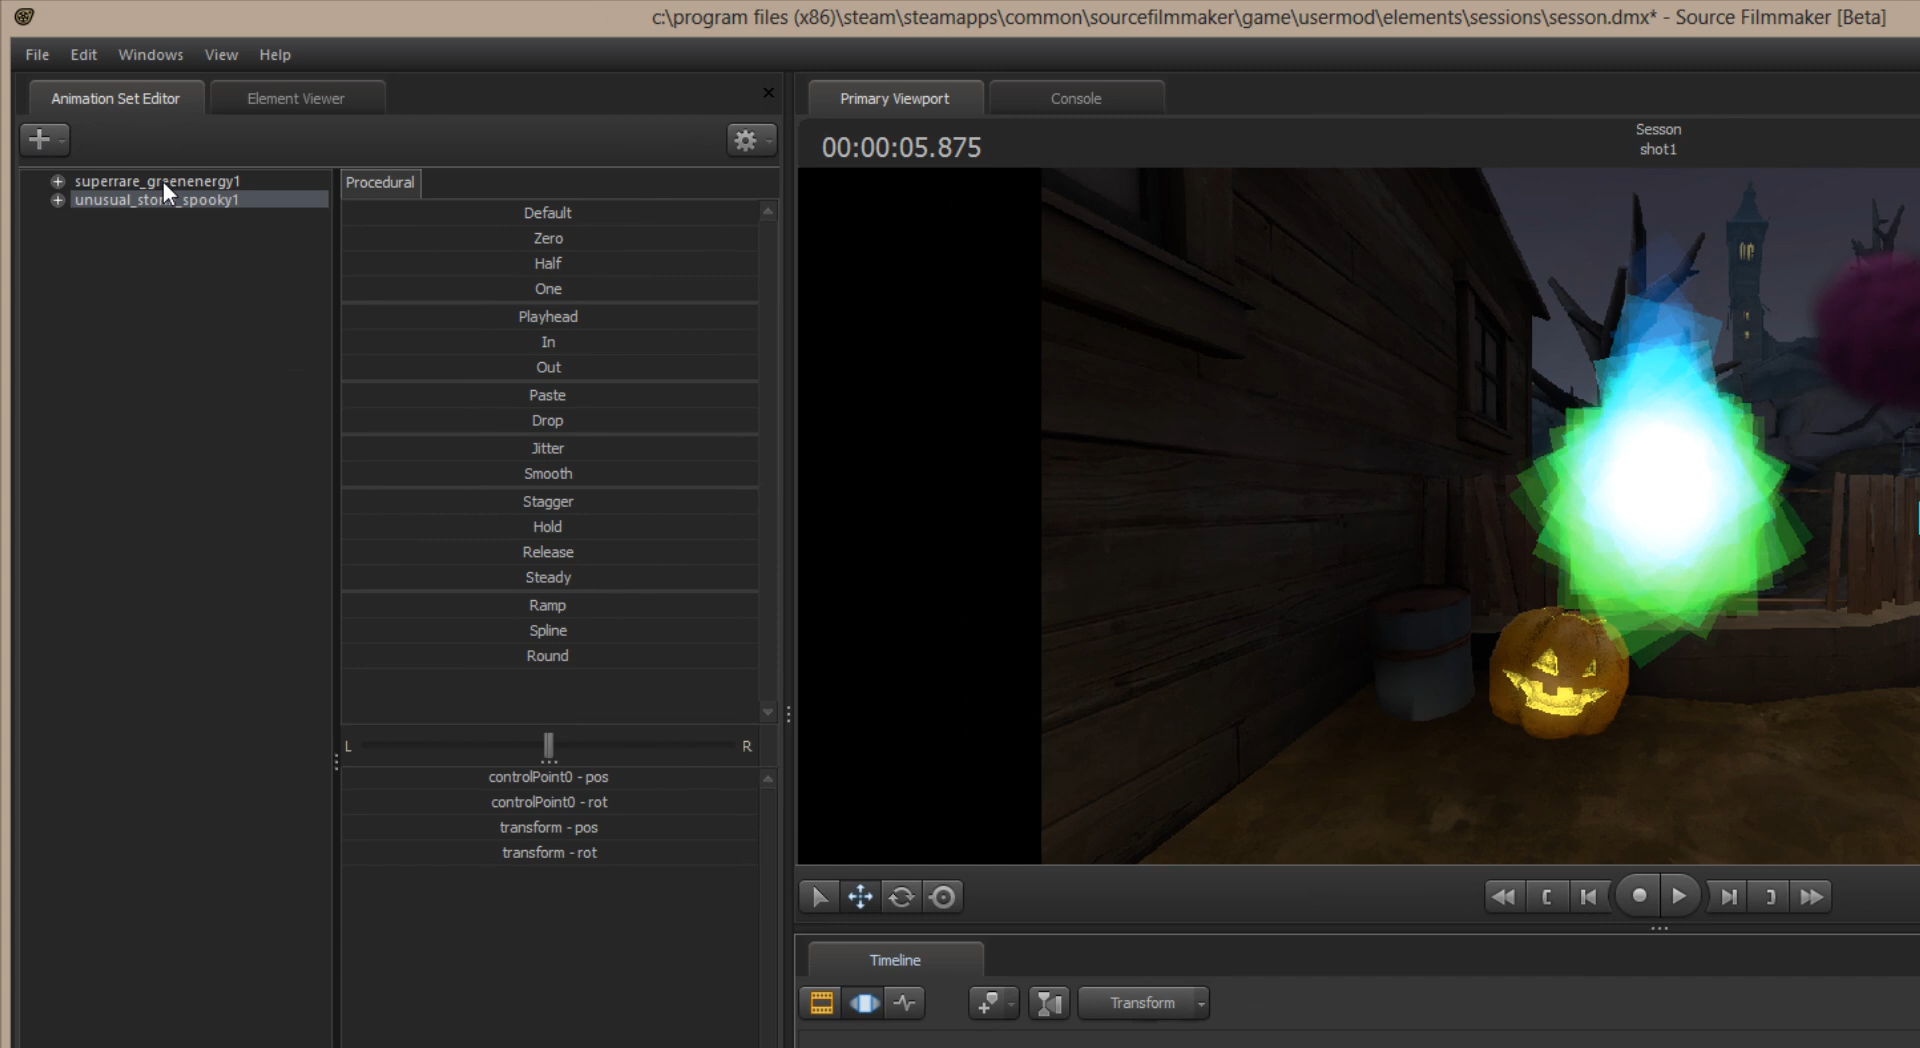 c:\program files (x86)\steam\steamapps\common\sourcefilmmaker\game\usermod\elements\sessions\sesson.dmx* - Source Filmmaker [Beta]
File Edit Windows View Help
Animation Set Editor Element Viewer
Primary Viewport Console
00:00:05.875
Sesson
shot1
superrare_greenenergy1
unusual_storm_spooky1
Procedural
Default
Zero
Half
One
Playhead
In
Out
Paste
Drop
Jitter
Smooth
Stagger
Hold
Release
Steady
Ramp
Spline
Round
L R
controlPoint0 - pos
controlPoint0 - rot
transform - pos
transform - rot
Timeline
Transform